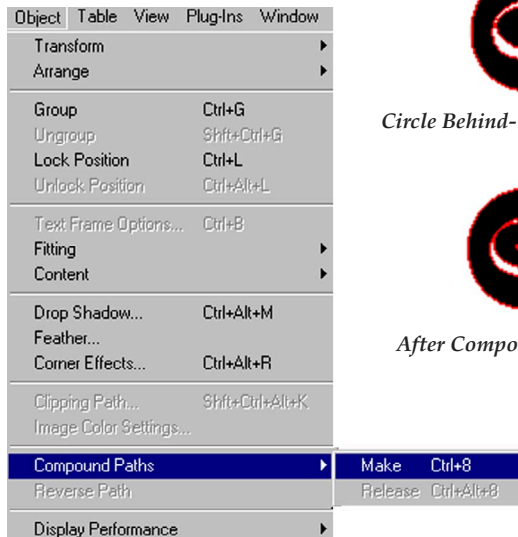 Object Table View Plug-Ins Window
Transform
Arrange
Group Ctrl+G
Ungroup Shft+Ctrl+G
Lock Position Ctrl+L
Unlock Position Ctrl+Alt+L
Text Frame Options... Ctrl+B
Fitting
Content
Drop Shadow... Ctrl+Alt+M
Feather...
Corner Effects... Ctrl+Alt+R
Clipping Path... Shft+Ctrl+Alt+K
Image Color Settings...
Compound Paths
Make Ctrl+8
Release Ctrl+Alt+8
Reverse Path
Display Performance
Circle Behind-
After Compo